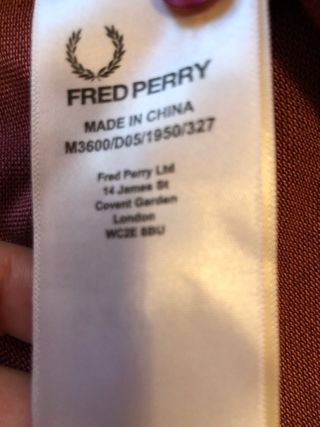 FRED PERRY
MADE IN CHINA
M3600/D05/1950/327
Fred Perry Ltd
14 James St
Covent Garden
London
WC2E 8BU